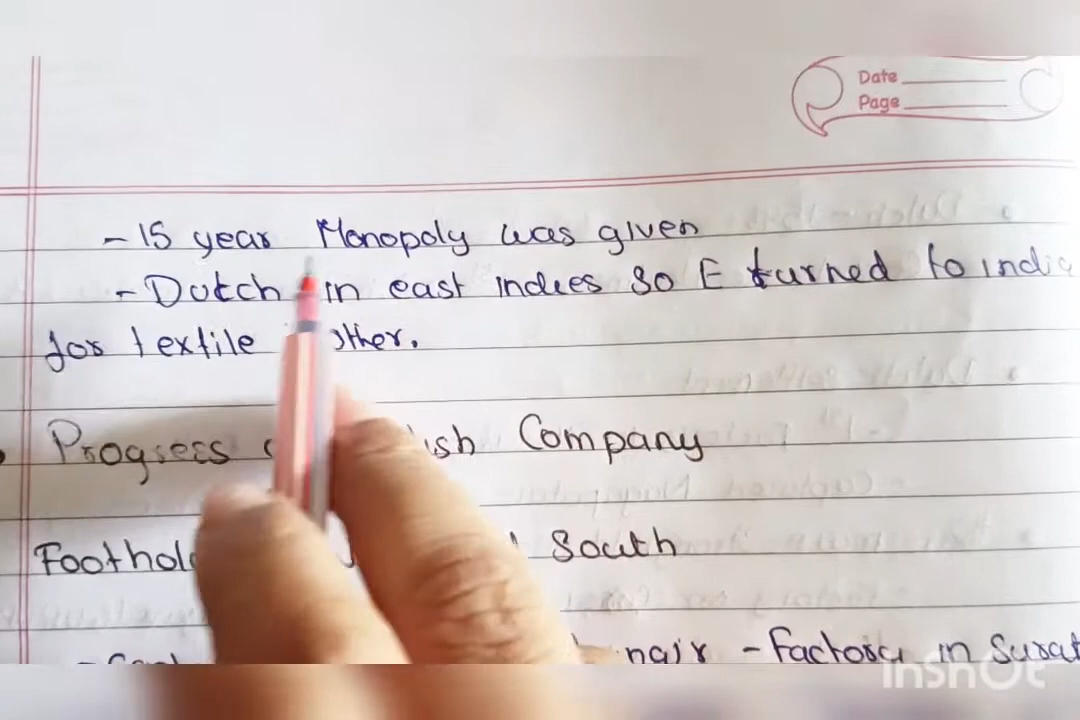 Date
Page
- 15 year Monopoly was given
- Dutch in east indies so E turned to india
for textile other.
Progress Company
South
- Factory in Surat
InShOt